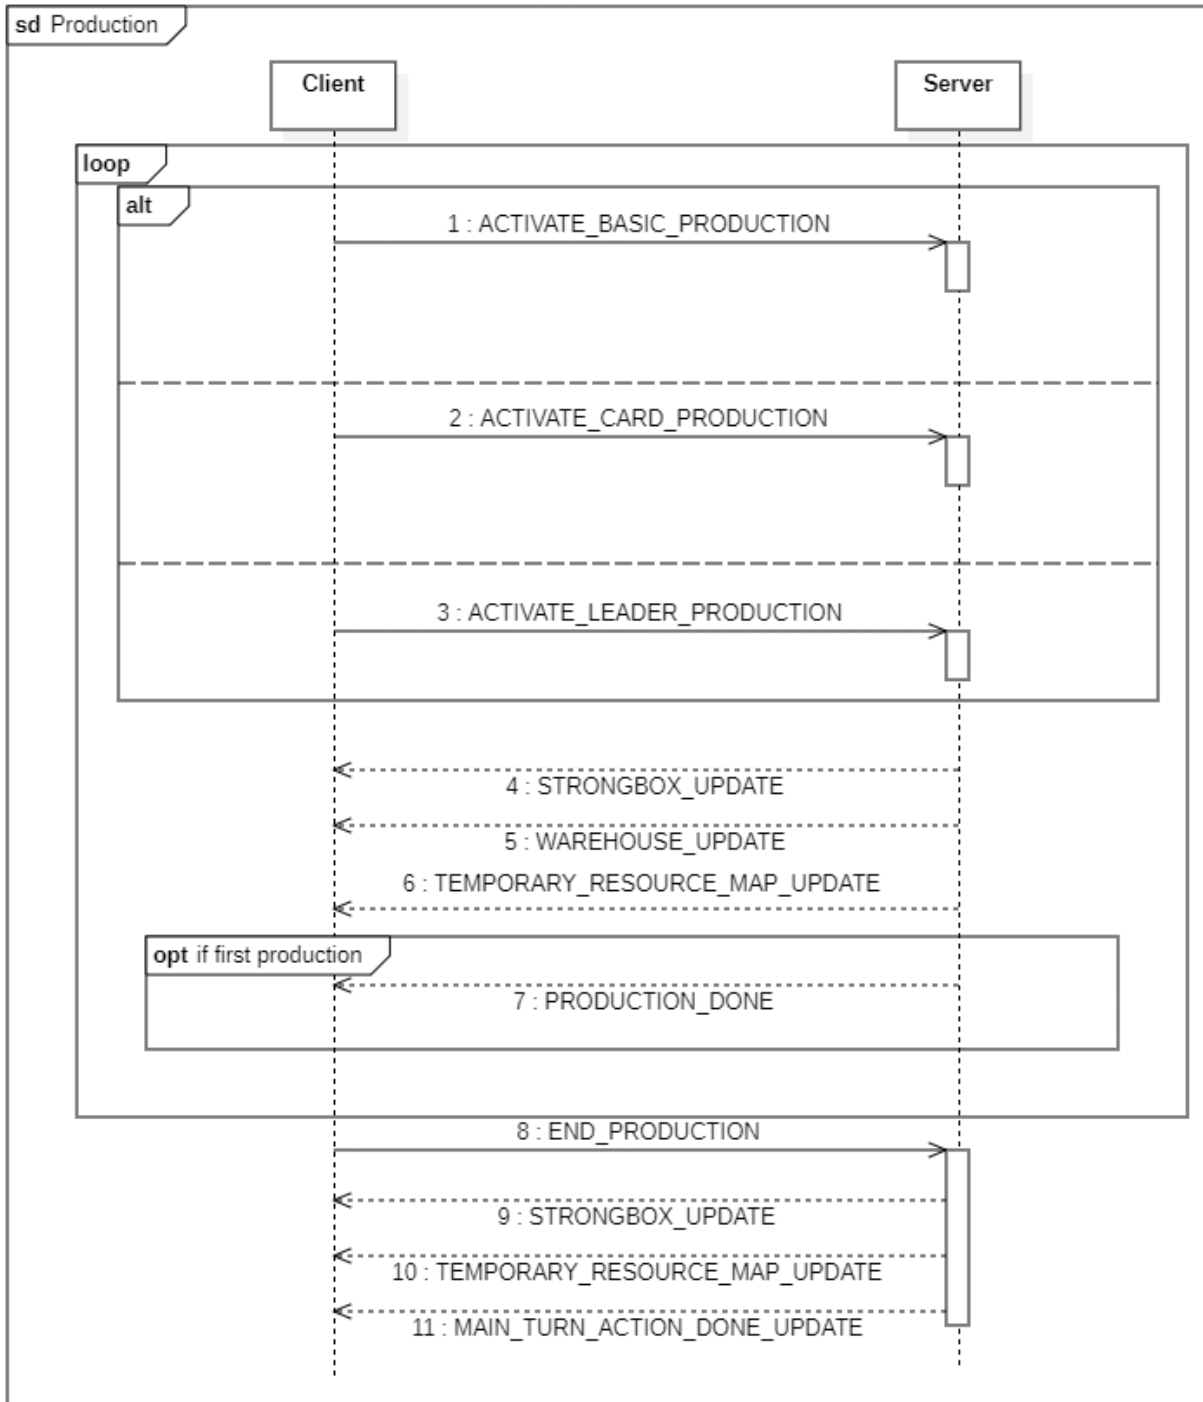 sd Production
Client
Server
loop
alt
1 : ACTIVATE_BASIC_PRODUCTION
2 : ACTIVATE_CARD_PRODUCTION
3 : ACTIVATE_LEADER_PRODUCTION
4 : STRONGBOX_UPDATE
5 : WAREHOUSE_UPDATE
6 : TEMPORARY_RESOURCE_MAP_UPDATE
opt if first production
7 : PRODUCTION_DONE
8 : END_PRODUCTION
9 : STRONGBOX_UPDATE
10 : TEMPORARY_RESOURCE_MAP_UPDATE
11 : MAIN_TURN_ACTION_DONE_UPDATE